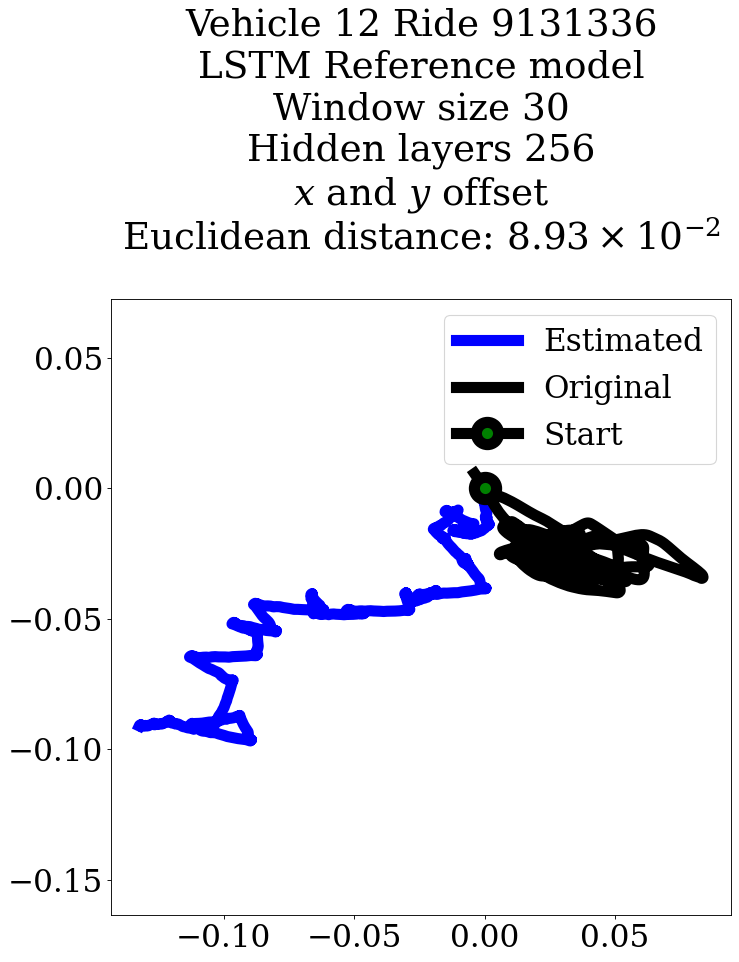 Vehicle 12 Ride 9131336
LSTM Reference model
Window size 30
Hidden layers 256
x and y offset
Euclidean distance: 8.93 × 10⁻²
Estimated
Original
Start
0.05
0.00
−0.05
−0.10
−0.15
−0.10 −0.05 0.00 0.05